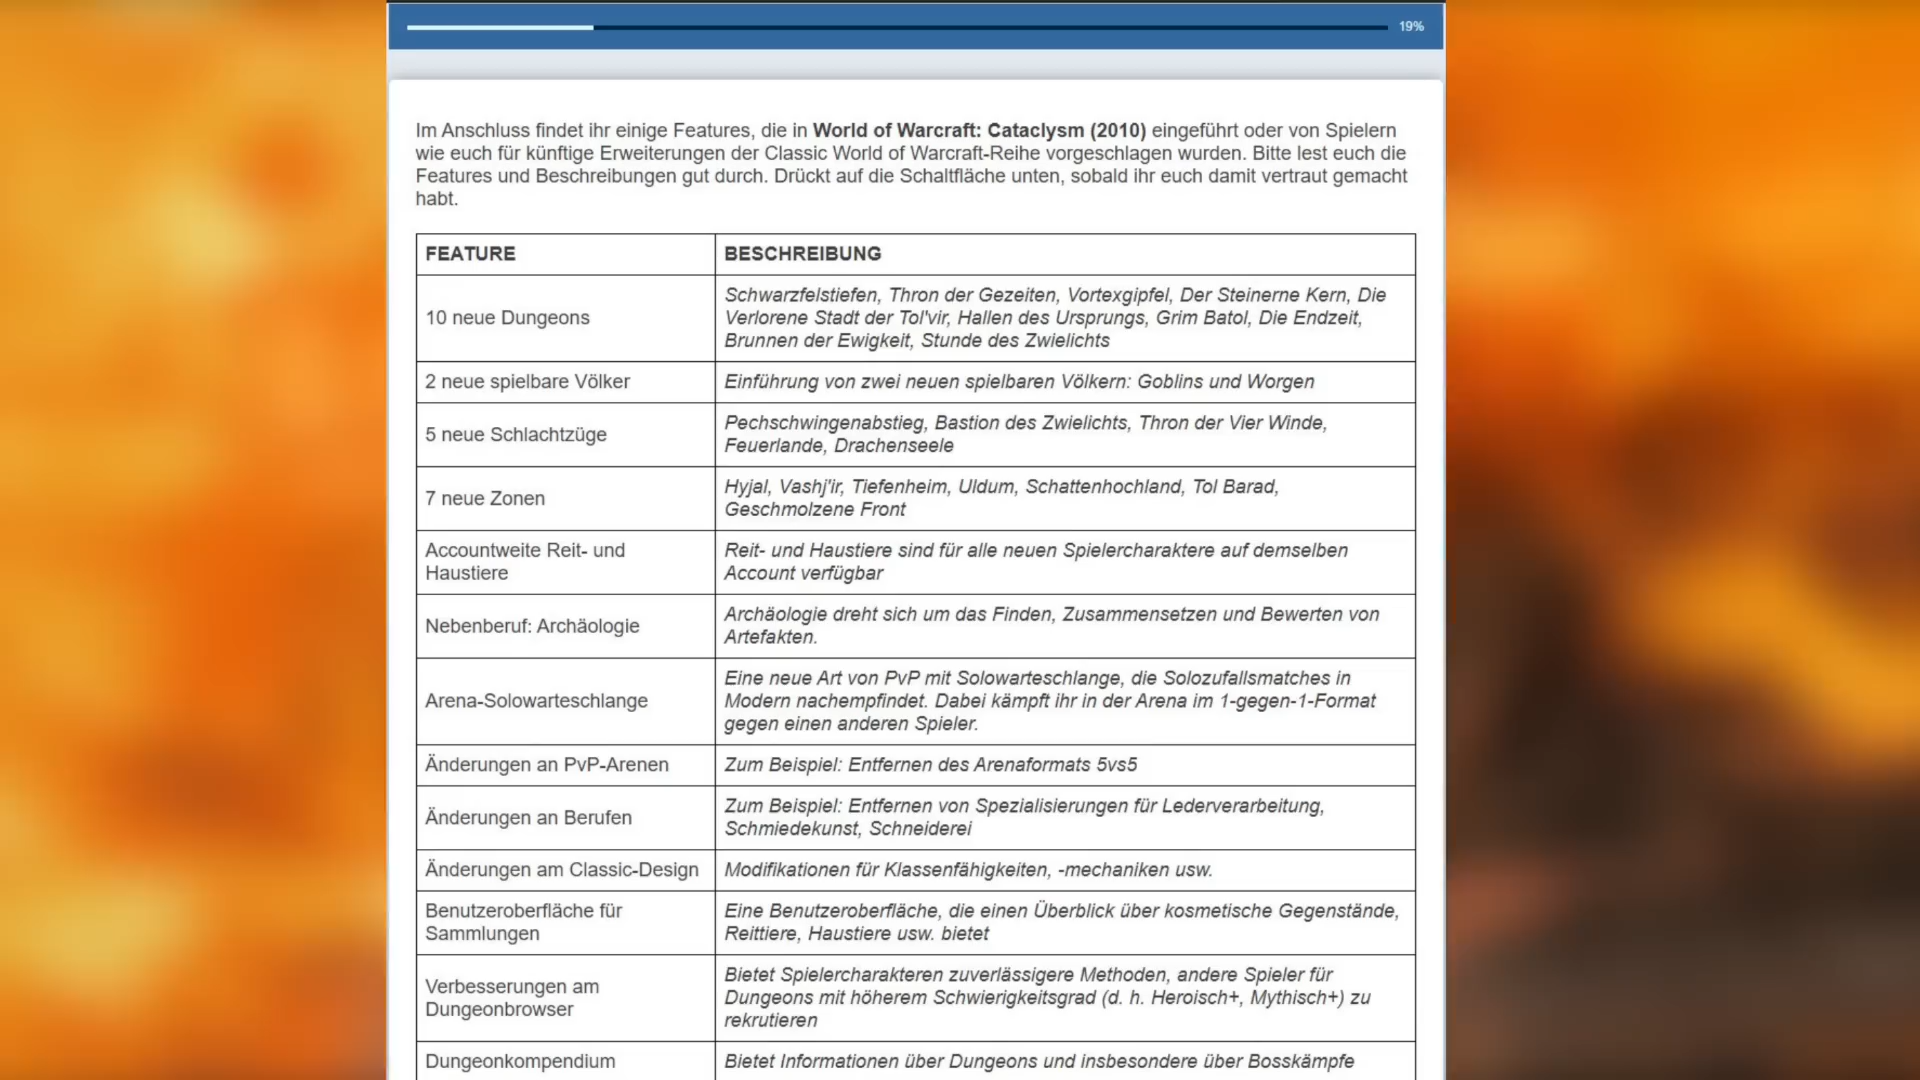 19%
Im Anschluss findet ihr einige Features, die in World of Warcraft: Cataclysm (2010) eingeführt oder von Spielern
wie euch für künftige Erweiterungen der Classic World of Warcraft-Reihe vorgeschlagen wurden. Bitte lest euch die
Features und Beschreibungen gut durch. Drückt auf die Schaltfläche unten, sobald ihr euch damit vertraut gemacht
habt.
FEATURE
BESCHREIBUNG
10 neue Dungeons
Schwarzfelstiefen, Thron der Gezeiten, Vortexgipfel, Der Steinerne Kern, Die
Verlorene Stadt der Tol'vir, Hallen des Ursprungs, Grim Batol, Die Endzeit,
Brunnen der Ewigkeit, Stunde des Zwielichts
2 neue spielbare Völker
Einführung von zwei neuen spielbaren Völkern: Goblins und Worgen
5 neue Schlachtzüge
Pechschwingenabstieg, Bastion des Zwielichts, Thron der Vier Winde,
Feuerlande, Drachenseele
7 neue Zonen
Hyjal, Vashj'ir, Tiefenheim, Uldum, Schattenhochland, Tol Barad,
Geschmolzene Front
Accountweite Reit- und
Haustiere
Reit- und Haustiere sind für alle neuen Spielercharaktere auf demselben
Account verfügbar
Nebenberuf: Archäologie
Archäologie dreht sich um das Finden, Zusammensetzen und Bewerten von
Artefakten.
Arena-Solowarteschlange
Eine neue Art von PvP mit Solowarteschlange, die Solozufallsmatches in
Modern nachempfindet. Dabei kämpft ihr in der Arena im 1-gegen-1-Format
gegen einen anderen Spieler.
Änderungen an PvP-Arenen
Zum Beispiel: Entfernen des Arenaformats 5vs5
Änderungen an Berufen
Zum Beispiel: Entfernen von Spezialisierungen für Lederverarbeitung,
Schmiedekunst, Schneiderei
Änderungen am Classic-Design
Modifikationen für Klassenfähigkeiten, -mechaniken usw.
Benutzeroberfläche für
Sammlungen
Eine Benutzeroberfläche, die einen Überblick über kosmetische Gegenstände,
Reittiere, Haustiere usw. bietet
Verbesserungen am
Dungeonbrowser
Bietet Spielercharakteren zuverlässigere Methoden, andere Spieler für
Dungeons mit höherem Schwierigkeitsgrad (d. h. Heroisch+, Mythisch+) zu
rekrutieren
Dungeonkompendium
Bietet Informationen über Dungeons und insbesondere über Bosskämpfe